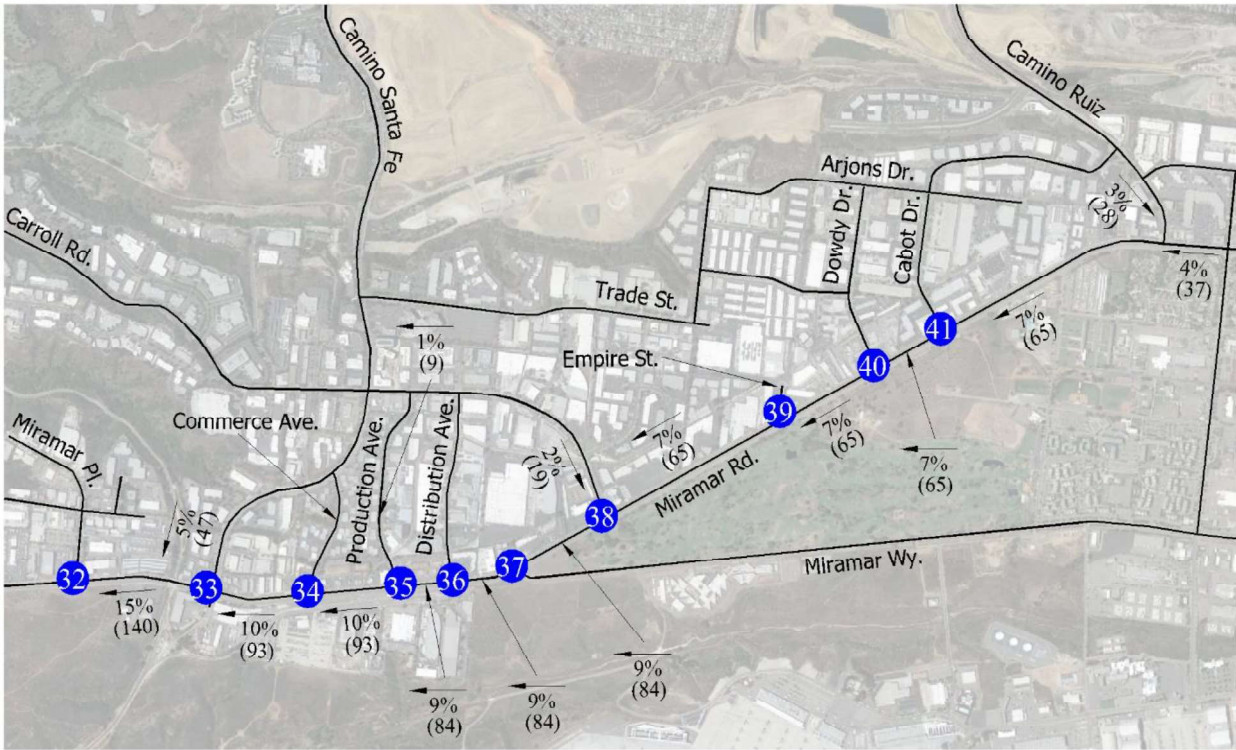 Camino Santa Fe
Camino Ruiz
Arjons Dr.
3%
(28)
Dowdy Dr.
Cabot Dr.
Carroll Rd.
4%
(37)
Trade St.
7%
(65)
41
1%
(9)
Empire St.
40
39
Commerce Ave.
7%
(65)
7%
(65)
Miramar Pl.
Production Ave.
Distribution Ave.
2%
(19)
7%
(65)
Miramar Rd.
5%
(47)
38
37
Miramar Wy.
32
33
34
35
36
15%
(140)
10%
(93)
10%
(93)
9%
(84)
9%
(84)
9%
(84)